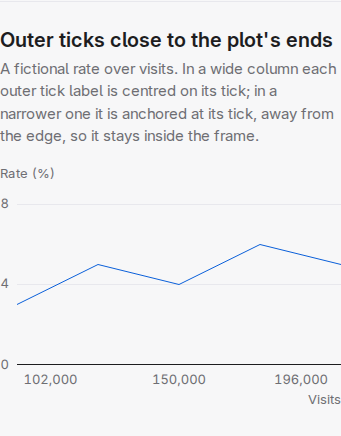 Outer ticks close to the plot's ends
A fictional rate over visits. In a wide column each
outer tick label is centred on its tick; in a
narrower one it is anchored at its tick, away from
the edge, so it stays inside the frame.
Rate (%)
8
4
0
102,000 150,000 196,000
Visits